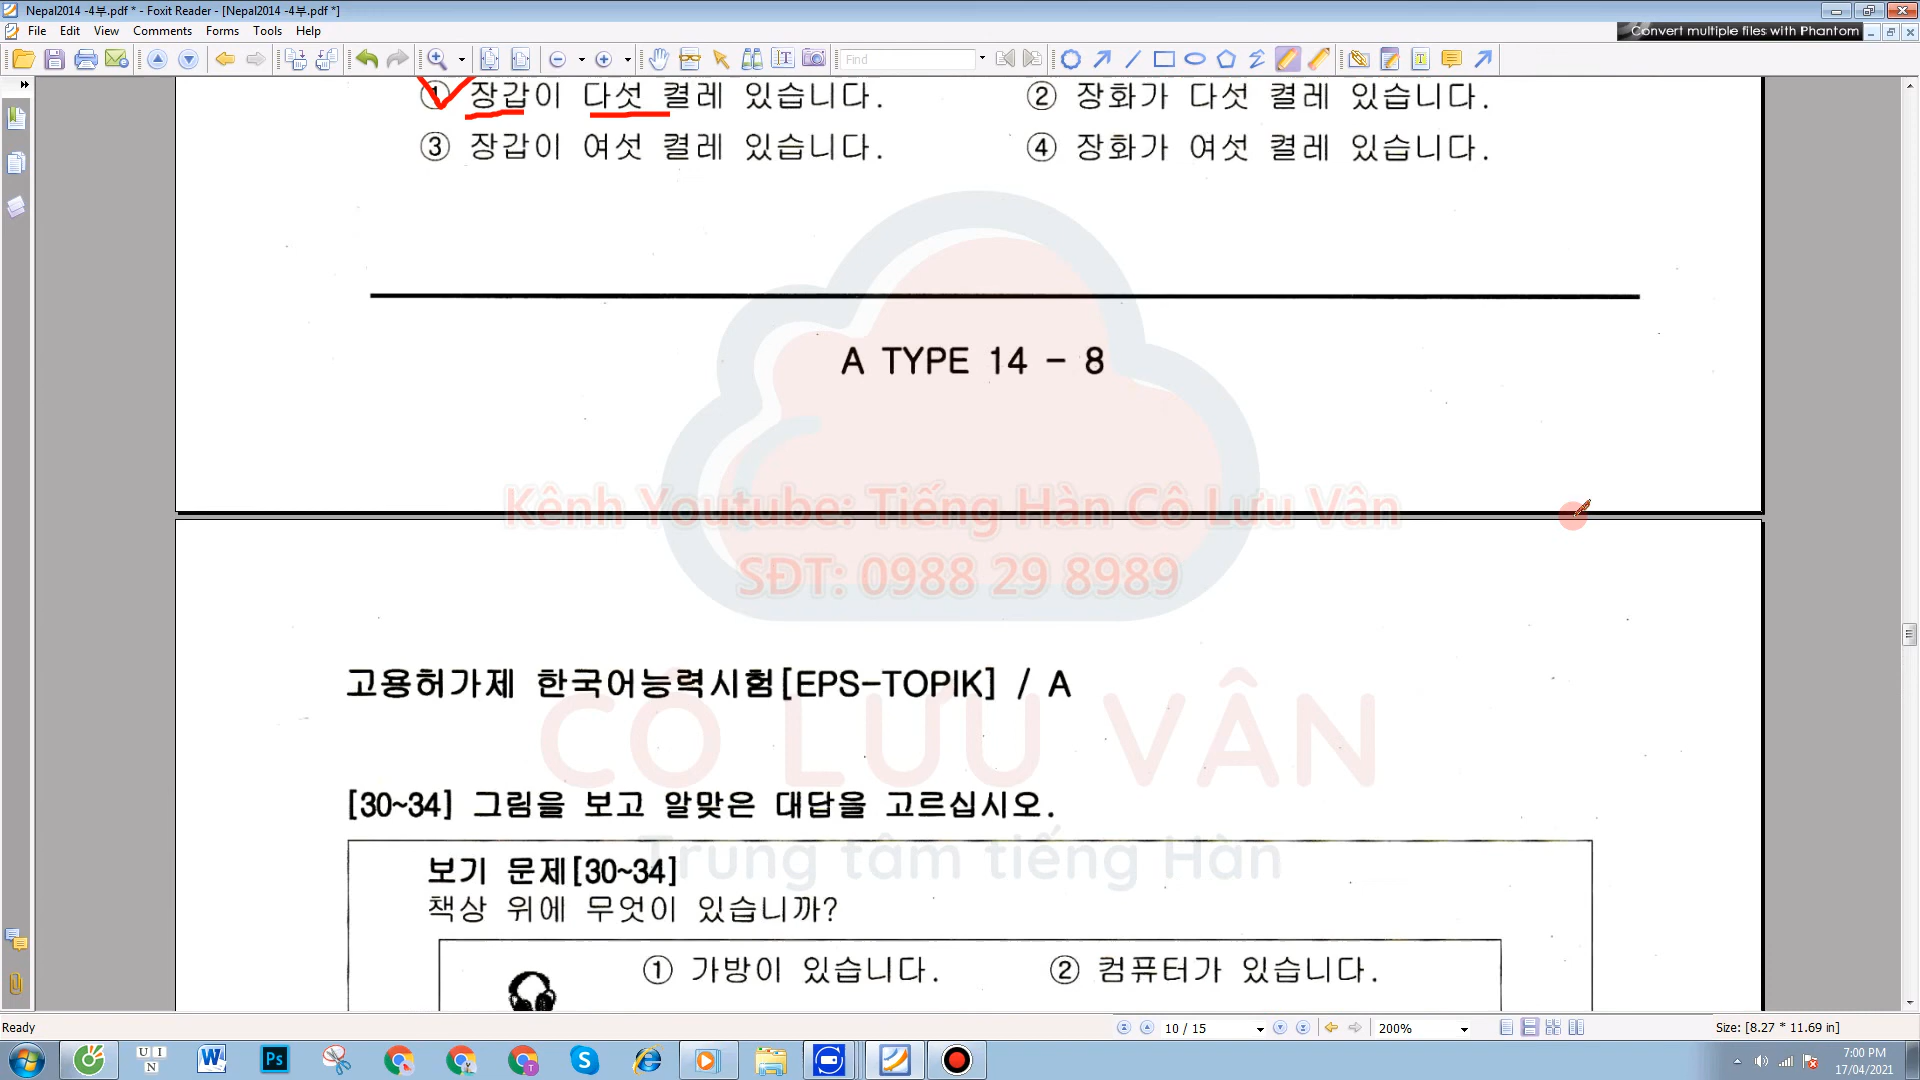 Nepal2014 -4부.pdf * - Foxit Reader - [Nepal2014 -4부.pdf *]
File Edit View Comments Forms Tools Help
Convert multiple files with Phantom
Find
① 장갑이 다섯 켤레 있습니다. ② 장화가 다섯 켤레 있습니다.
③ 장갑이 여섯 켤레 있습니다. ④ 장화가 여섯 켤레 있습니다.
A TYPE 14 - 8
Kênh Youtube: Tiếng Hàn Cô Lưu Vân
SĐT: 0988 29 8989
고용허가제 한국어능력시험[EPS-TOPIK] / A
CÔ LƯU VÂN
[30~34] 그림을 보고 알맞은 대답을 고르십시오.
Trung tâm tiếng Hàn
보기 문제[30~34]
책상 위에 무엇이 있습니까?
① 가방이 있습니다. ② 컴퓨터가 있습니다.
Ready
10 / 15
200%
Size: [8.27 * 11.69 in]
7:00 PM
17/04/2021